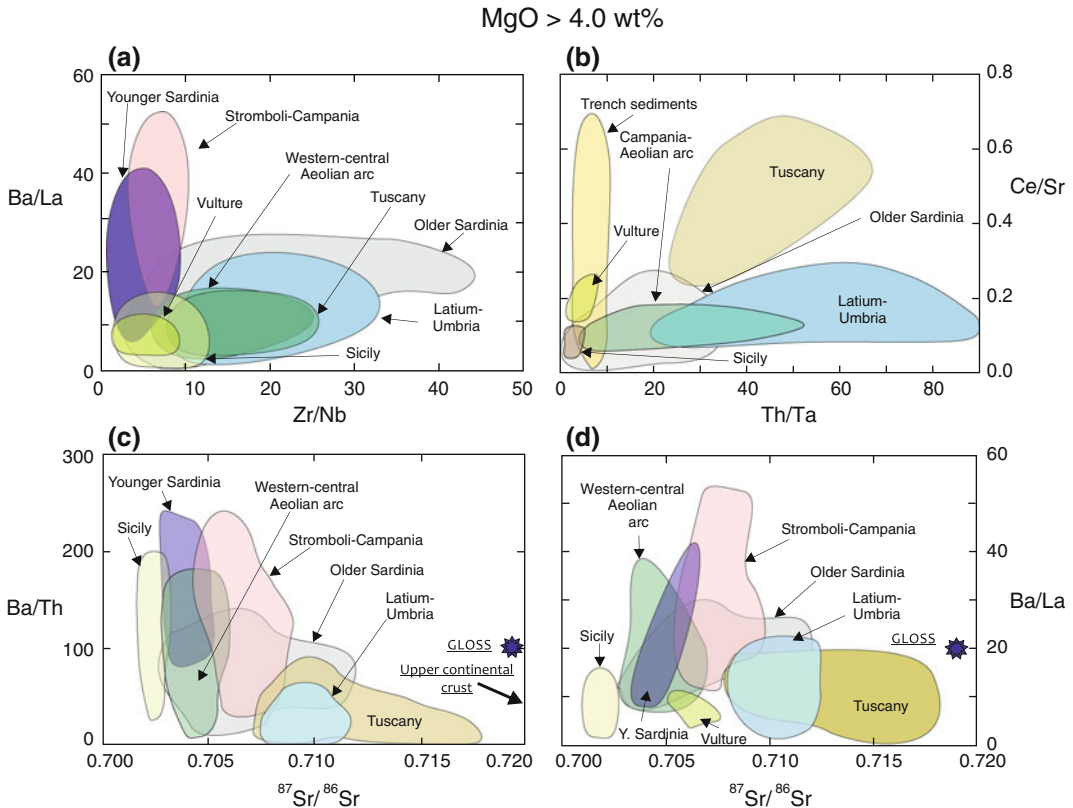 MgO > 4.0 wt%
(a)
60
40
20
0
Ba/La
0
10
20
30
40
50
Zr/Nb
Younger Sardinia
Stromboli-Campania
Western-central
Aeolian arc
Vulture
Tuscany
Older Sardinia
Latium-
Umbria
Sicily
(b)
0.8
0.6
0.4
0.2
0.0
Ce/Sr
0
20
40
60
80
Th/Ta
Trench sediments
Campania-
Aeolian arc
Tuscany
Vulture
Older Sardinia
Latium-
Umbria
Sicily
(c)
300
200
100
0
Ba/Th
0.700
0.705
0.710
0.715
0.720
87Sr/ 86Sr
Younger Sardinia
Sicily
Western-central
Aeolian arc
Stromboli-Campania
Older Sardinia
Latium-
Umbria
GLOSS
Upper continental
crust
Tuscany
(d)
60
40
20
0
Ba/La
0.700
0.705
0.710
0.715
0.720
87Sr/ 86Sr
Western-central
Aeolian
arc
Stromboli-Campania
Older Sardinia
Latium-
Umbria
Sicily
GLOSS
Y. Sardinia
Vulture
Tuscany